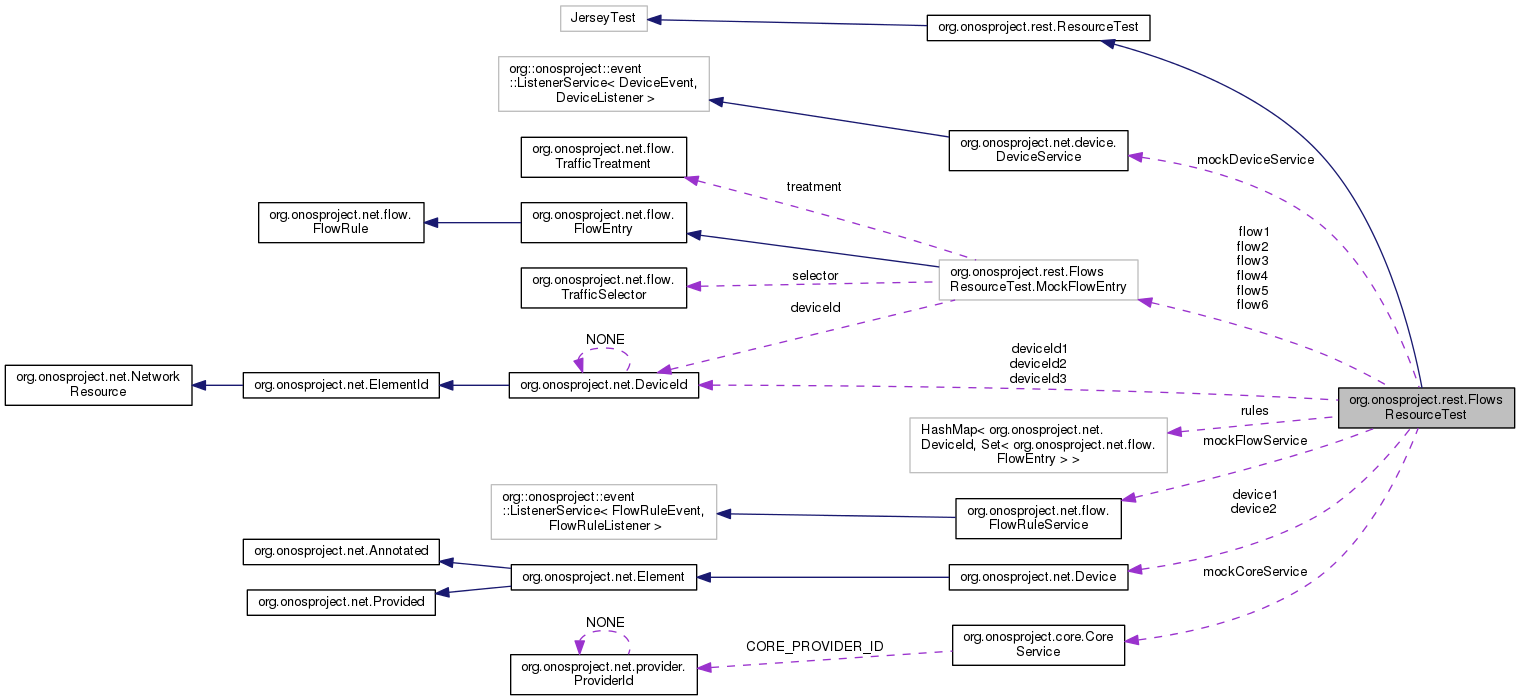 JerseyTest
org.onosproject.rest.ResourceTest
org::onosproject::event
::ListenerService< DeviceEvent,
DeviceListener >
org.onosproject.net.device.
DeviceService
mockDeviceService
org.onosproject.net.flow.
TrafficTreatment
treatment
org.onosproject.net.flow.
FlowRule
org.onosproject.net.flow.
FlowEntry
flow1
flow2
flow3
flow4
flow5
flow6
org.onosproject.net.flow.
TrafficSelector
selector
org.onosproject.rest.Flows
ResourceTest.MockFlowEntry
deviceId
NONE
org.onosproject.net.Network
Resource
org.onosproject.net.ElementId
org.onosproject.net.DeviceId
deviceId1
deviceId2
deviceId3
org.onosproject.rest.Flows
ResourceTest
rules
HashMap< org.onosproject.net.
DeviceId, Set< org.onosproject.net.flow.
FlowEntry > >
mockFlowService
org::onosproject::event
::ListenerService< FlowRuleEvent,
FlowRuleListener >
org.onosproject.net.flow.
FlowRuleService
device1
device2
org.onosproject.net.Annotated
org.onosproject.net.Element
org.onosproject.net.Device
org.onosproject.net.Provided
mockCoreService
NONE
CORE_PROVIDER_ID
org.onosproject.core.Core
Service
org.onosproject.net.provider.
ProviderId